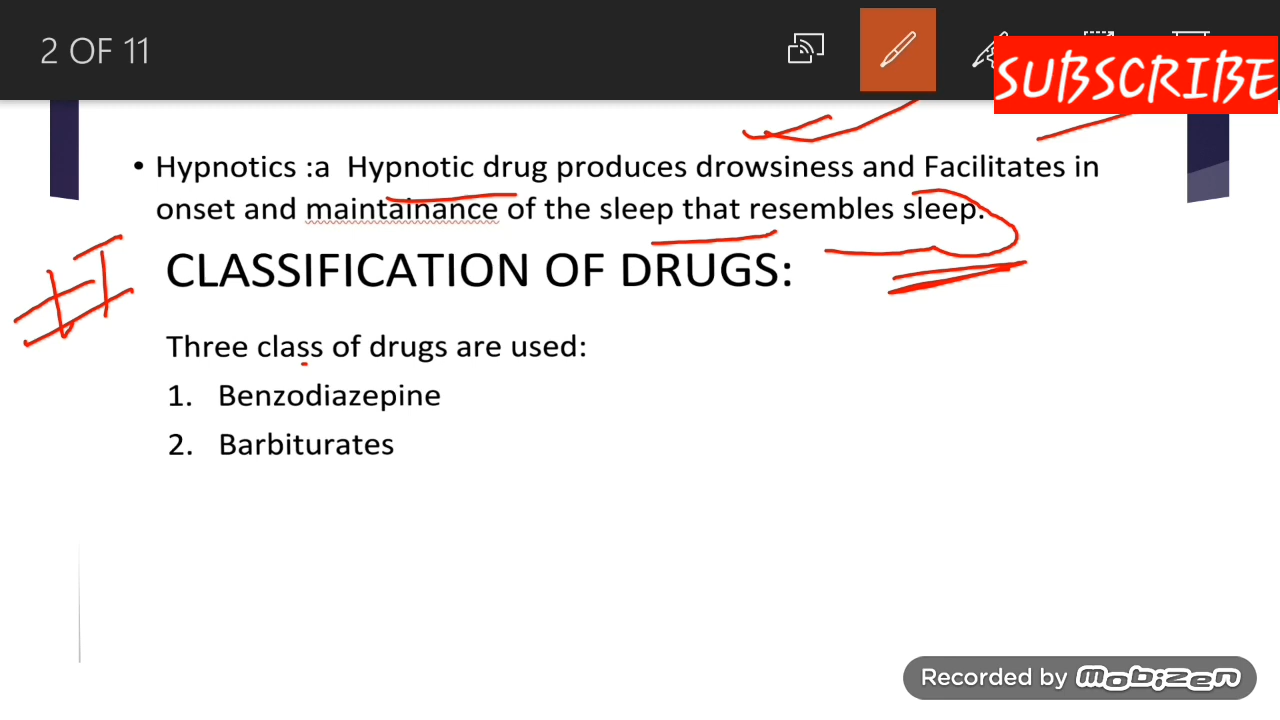 2 OF 11
SUBSCRIBE
• Hypnotics :a Hypnotic drug produces drowsiness and Facilitates in
onset and maintainance of the sleep that resembles sleep.
CLASSIFICATION OF DRUGS:
Three class of drugs are used:
1. Benzodiazepine
2. Barbiturates
Recorded by mobizen